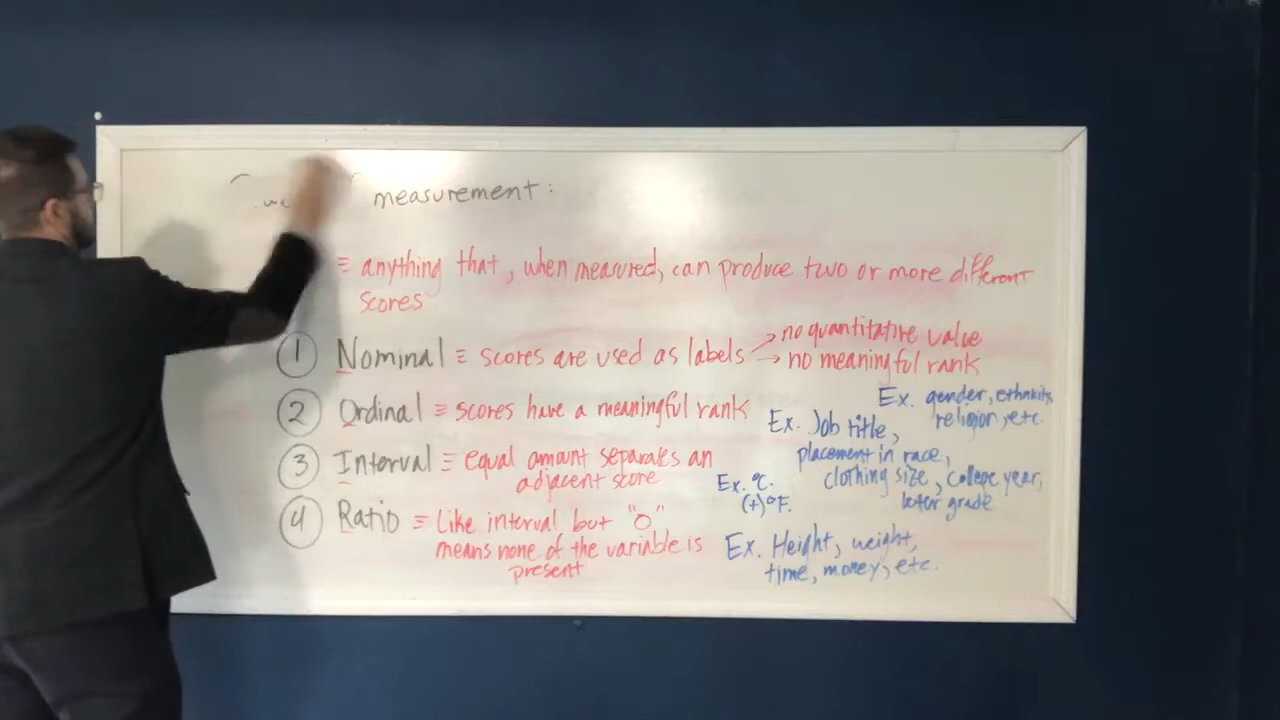 measurement:
≡ anything that, when measured, can produce two or more different
scores
1 Nominal ≡ scores are used as labels → no quantitative value
→ no meaningful rank
2 Ordinal ≡ scores have a meaningful rank
Ex. gender, ethnicity,
religion, etc.
Ex. Job title,
placement in race,
clothing size, college year,
letter grade
3 Interval ≡ equal amount separates an
adjacent score
Ex. °C.
(+)°F.
4 Ratio ≡ Like interval but "0"
means none of the variable is
present
Ex. Height, weight,
time, money, etc.